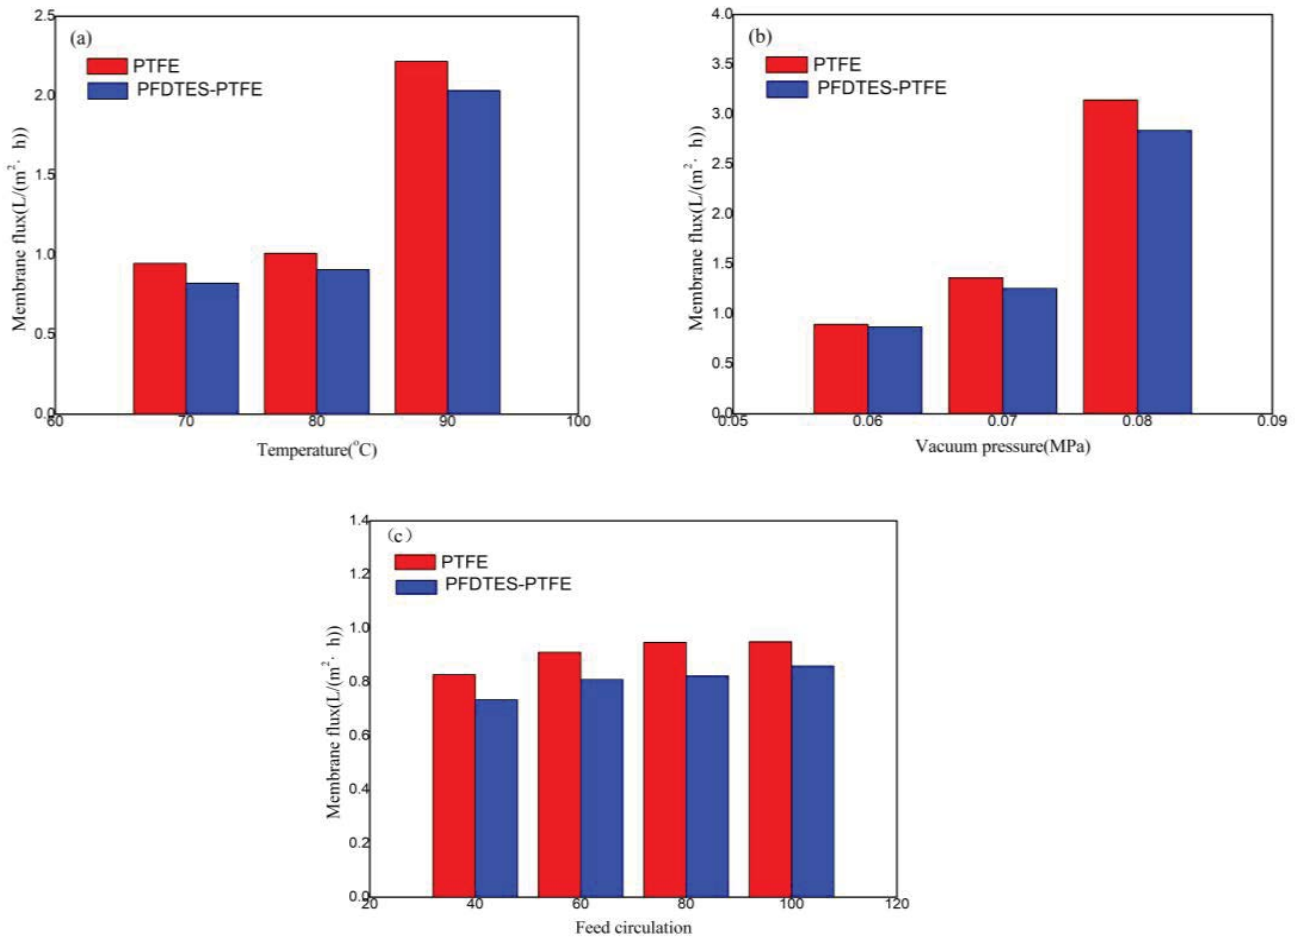 (a)
PTFE
PFDTES-PTFE
2.5
2.0
1.5
1.0
0.5
0.0
Membrane flux(L/(m²· h))
60 70 80 90 100
Temperature(°C)
(b)
PTFE
PFDTES-PTFE
4.0
3.5
3.0
2.5
2.0
1.5
1.0
0.5
0.0
Membrane flux(L/(m²· h))
0.05 0.06 0.07 0.08 0.09
Vacuum pressure(MPa)
(c)
PTFE
PFDTES-PTFE
1.4
1.2
1.0
0.8
0.6
0.4
0.2
0.0
Membrane flux(L/(m²· h))
20 40 60 80 100 120
Feed circulation